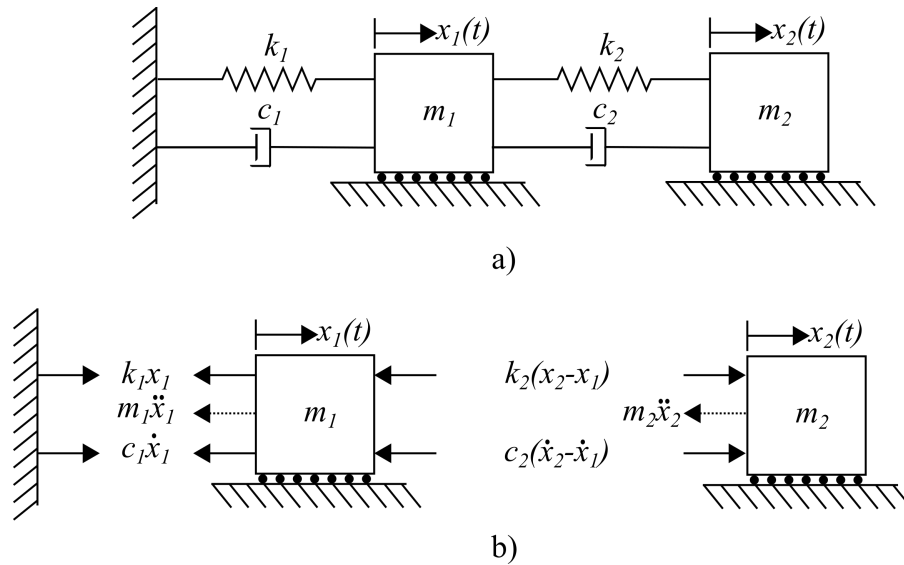 x₁(t) x₂(t)
k₁ k₂
c₁ m₁ c₂ m₂
a)
x₁(t) x₂(t)
k₁x₁ k₂(x₂-x₁)
m₁ẍ₁ m₁ m₂ẍ₂ m₂
c₁ẋ₁ c₂(ẋ₂-ẋ₁)
b)